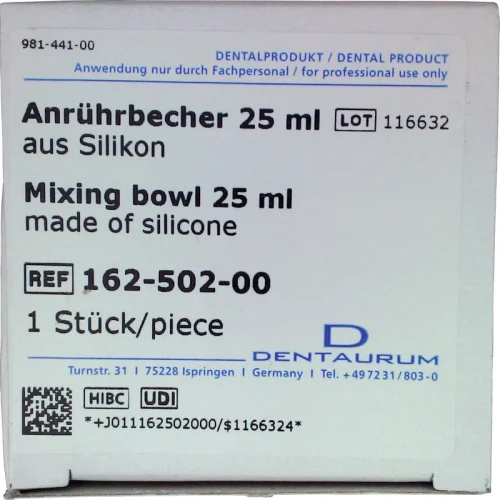 981-441-00
DENTALPRODUKT / DENTAL PRODUCT
Anwendung nur durch Fachpersonal / for professional use only
Anrührbecher 25 ml LOT 116632
aus Silikon
Mixing bowl 25 ml
made of silicone
REF 162-502-00
1 Stück/piece
D
DENTAURUM
Turnstr. 31 | 75228 Ispringen | Germany | Tel. +497231/803-0
HIBC UDI
*+J011162502000/$1166324*